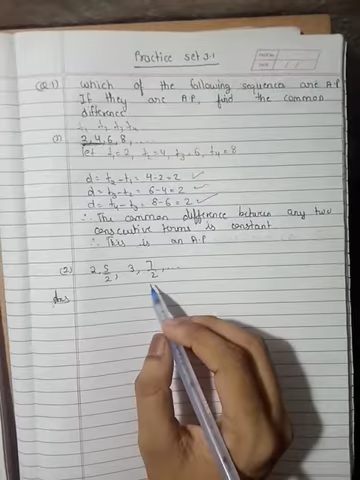 Practice set 3.1
Q.1) Which of the following sequences are A.P
If they are A.P, find the common
difference
t₁ t₂ t₃ t₄
(1) 2, 4, 6, 8, .....
let t₁=2, t₂=4, t₃=6, t₄=8
d= t₂-t₁= 4-2=2 ✓
d= t₃-t₂= 6-4=2 ✓
d= t₄-t₃= 8-6=2 ✓
∴ The common difference between any two
consecutive terms is constant
∴ This is an A.P
(2) 2, 5/2, 3, 7/2, ....
Ans